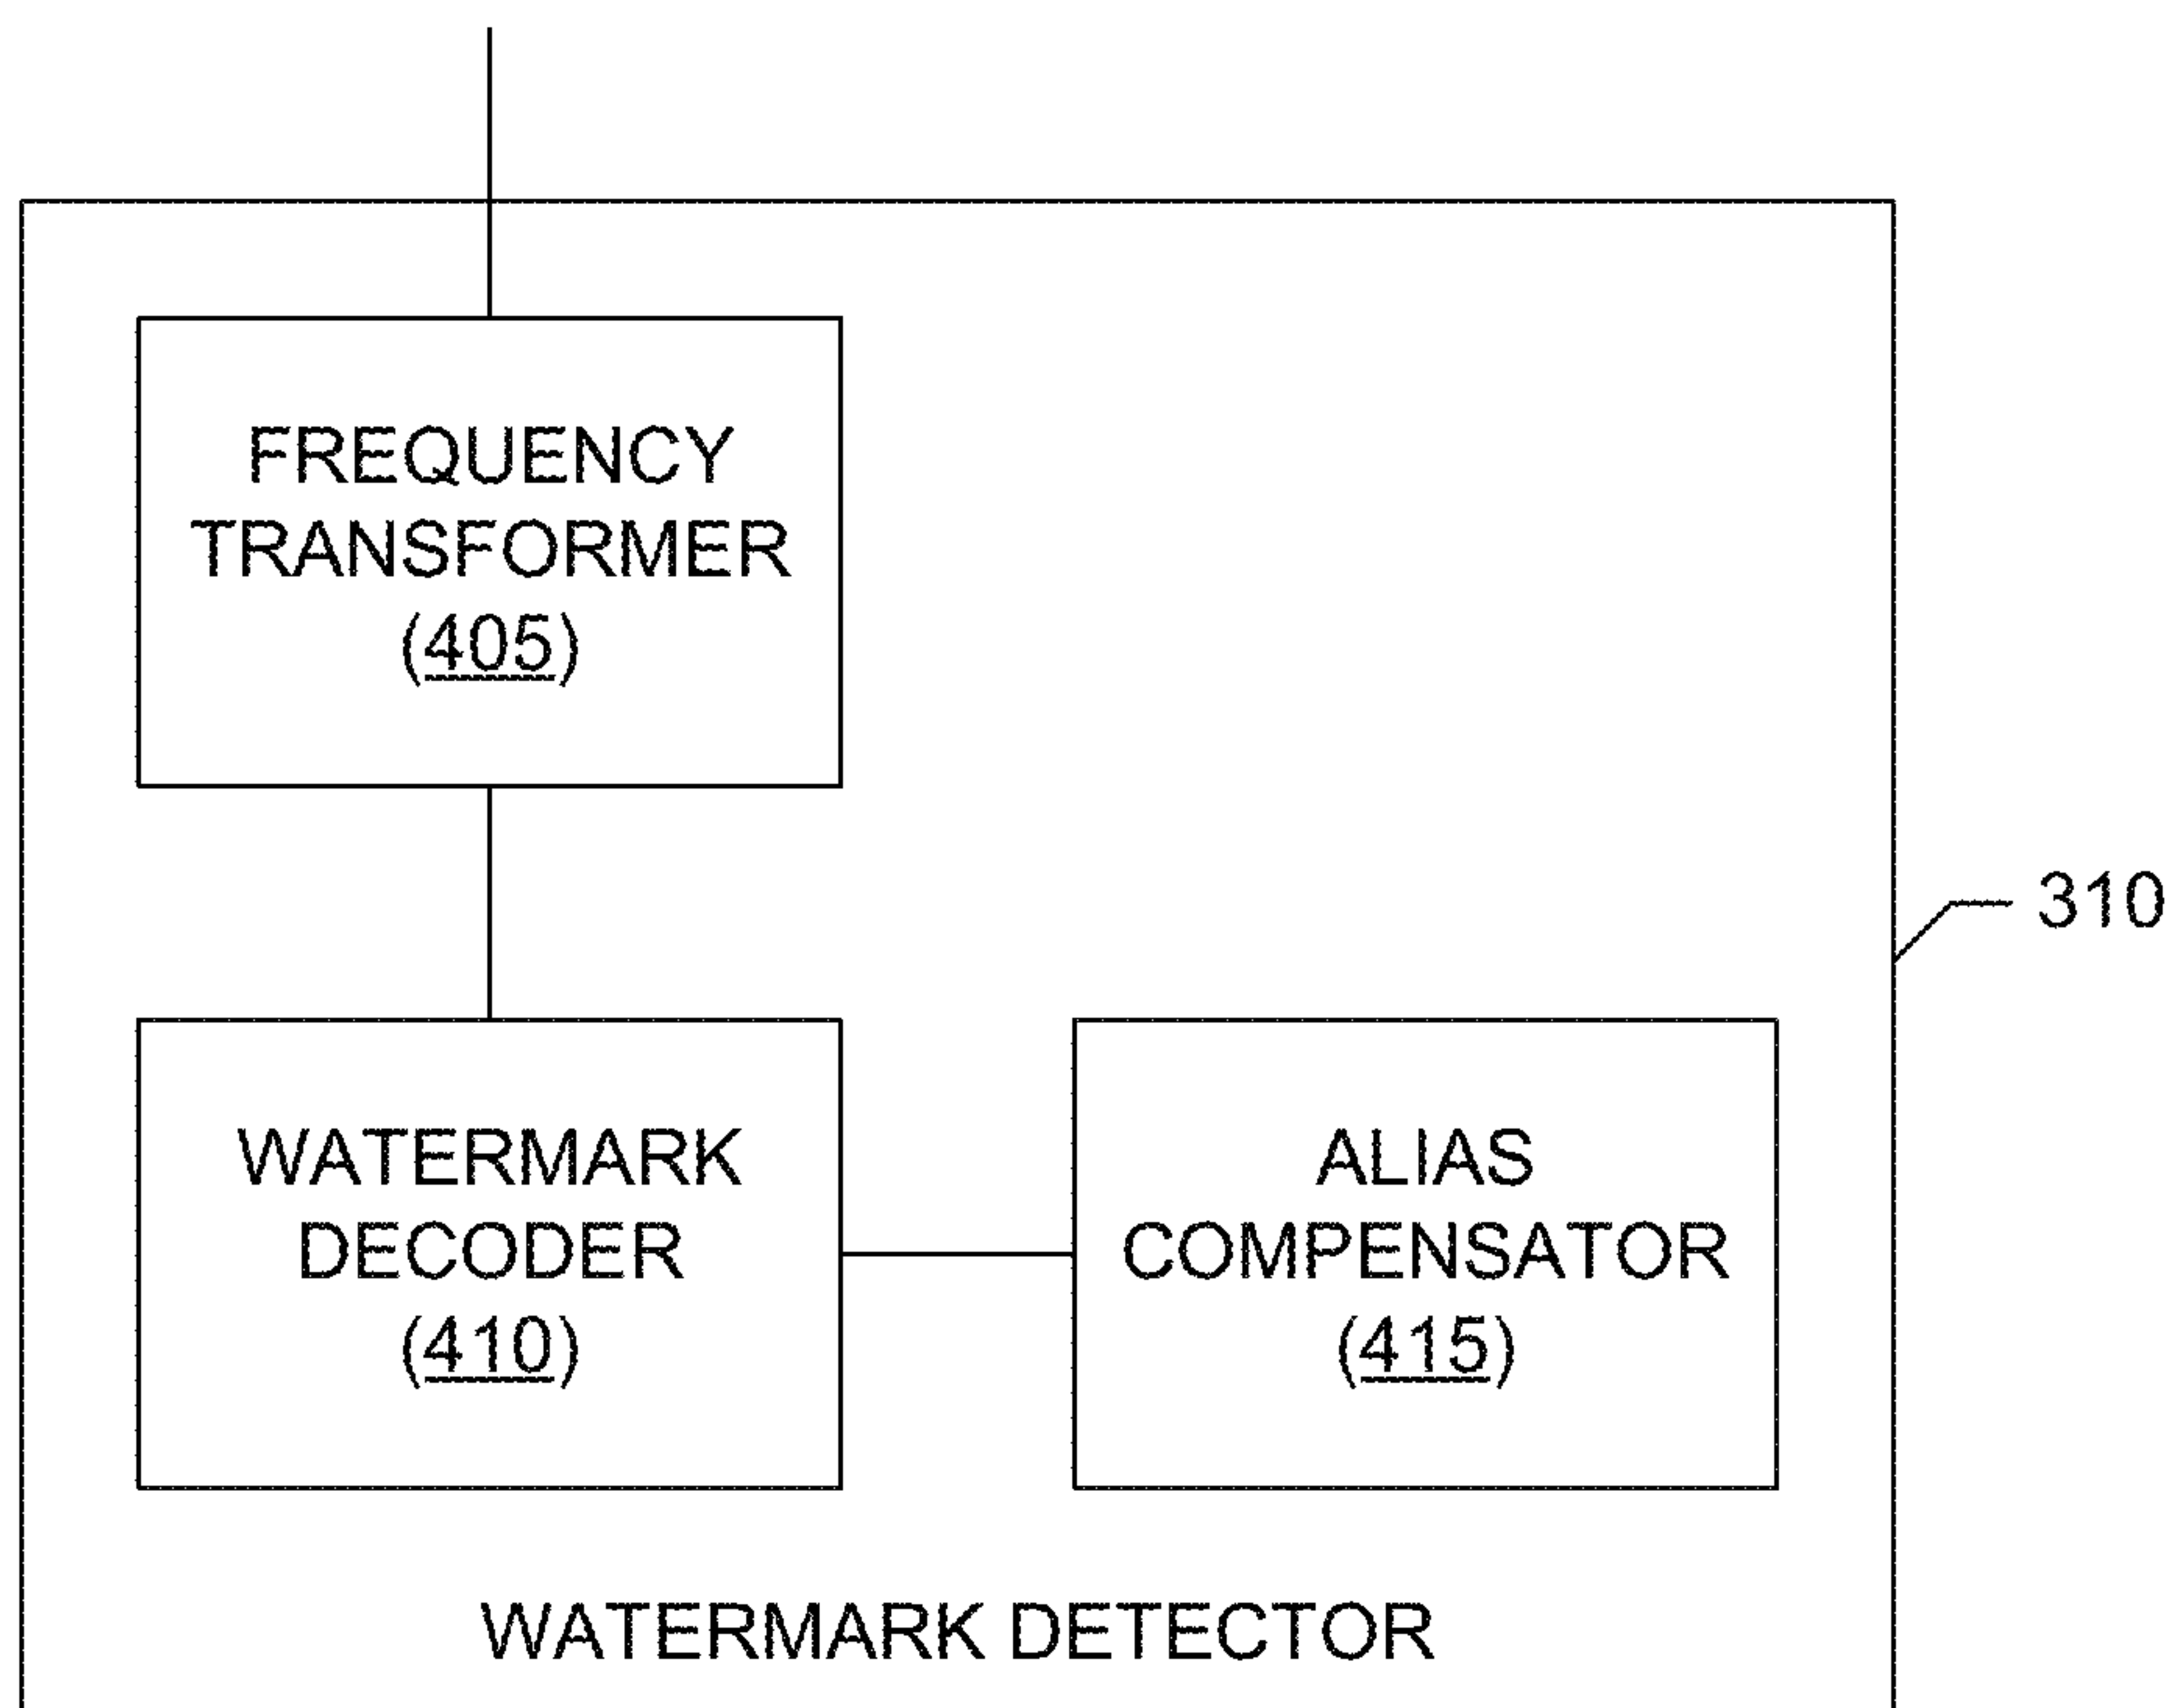 FREQUENCY
TRANSFORMER
(405)
310
WATERMARK
DECODER
(410)
ALIAS
COMPENSATOR
(415)
WATERMARK DETECTOR